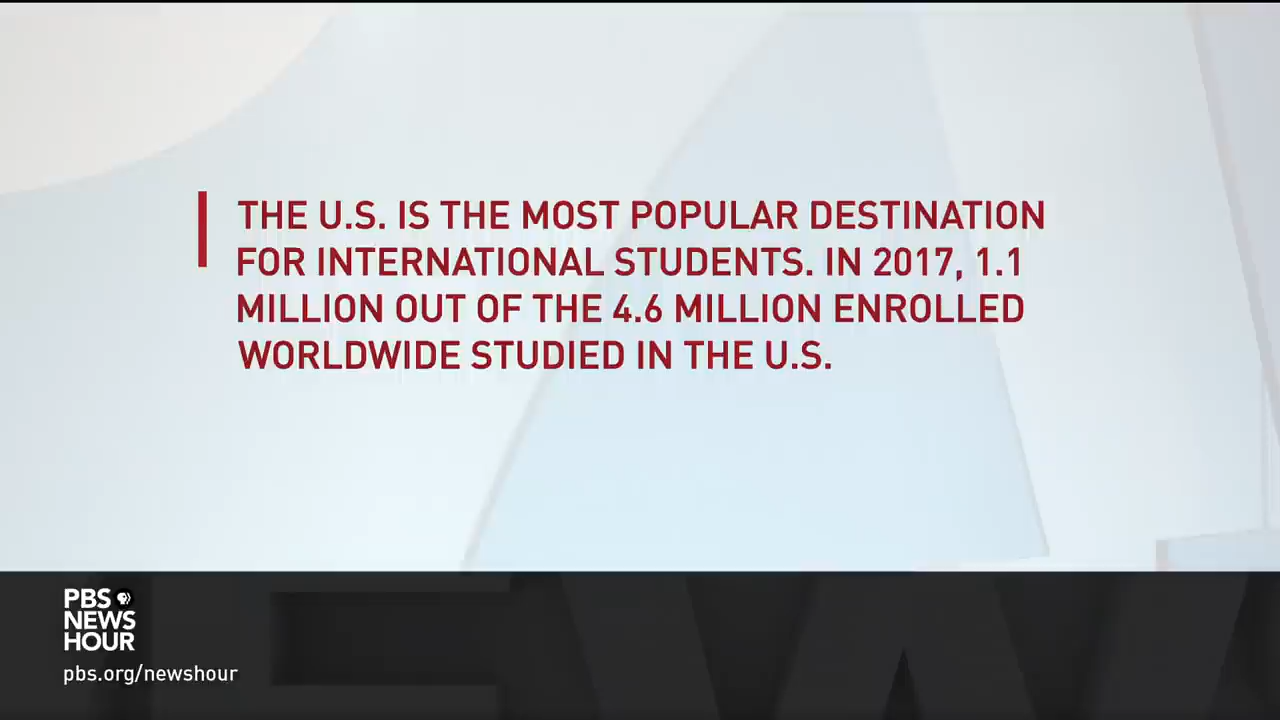 THE U.S. IS THE MOST POPULAR DESTINATION
FOR INTERNATIONAL STUDENTS. IN 2017, 1.1
MILLION OUT OF THE 4.6 MILLION ENROLLED
WORLDWIDE STUDIED IN THE U.S.
PBS
NEWS
HOUR
pbs.org/newshour